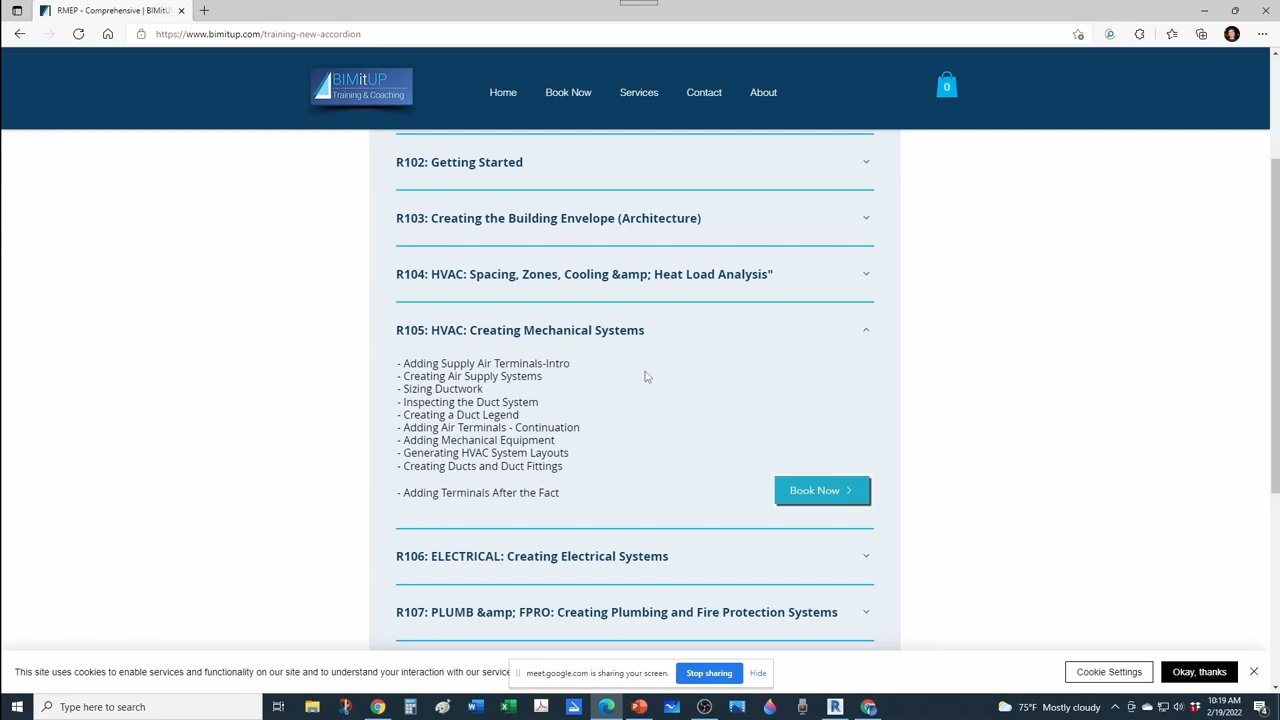 RMEP - Comprehensive | BIMitU
https://www.bimitup.com/training-new-accordion
BIMitUP
Training & Coaching
Home
Book Now
Services
Contact
About
0
R102: Getting Started
R103: Creating the Building Envelope (Architecture)
R104: HVAC: Spacing, Zones, Cooling &amp; Heat Load Analysis"
R105: HVAC: Creating Mechanical Systems
- Adding Supply Air Terminals-Intro
- Creating Air Supply Systems
- Sizing Ductwork
- Inspecting the Duct System
- Creating a Duct Legend
- Adding Air Terminals - Continuation
- Adding Mechanical Equipment
- Generating HVAC System Layouts
- Creating Ducts and Duct Fittings
- Adding Terminals After the Fact
Book Now
R106: ELECTRICAL: Creating Electrical Systems
R107: PLUMB &amp; FPRO: Creating Plumbing and Fire Protection Systems
This site uses cookies to enable services and functionality on our site and to understand your interaction with our service
meet.google.com is sharing your screen.
Stop sharing
Hide
Cookie Settings
Okay, thanks
Type here to search
75°F Mostly cloudy
10:19 AM
2/19/2022
4